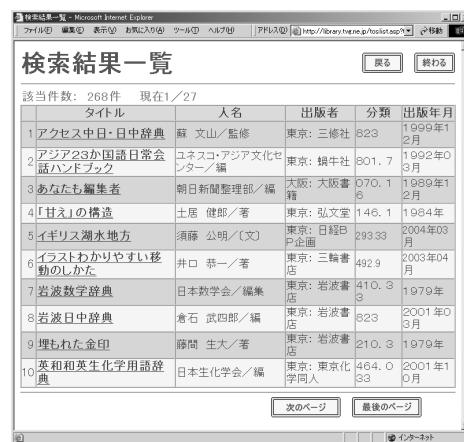 検索結果一覧 - Microsoft Internet Explorer
ファイル(F) 編集(E) 表示(V) お気に入り(A) ツール(T) ヘルプ(H) アドレス(D) http://library.tvg.ne.jp/toslist.asp? 移動
検索結果一覧 戻る 終わる
該当件数: 268件 現在1／27
タイトル 人名 出版者 分類 出版年月
1 アクセス中日・日中辞典 蘇 文山／監修 東京: 三修社 823 1999年1
2月
2 アジア23か国語日常会 ユネスコ・アジア文化セ 東京: 蝸牛社 801.7 1992年0
話ハンドブック ンター／編 3月
3 あなたも編集者 朝日新聞整理部／編 大阪: 大阪書 070.1 1989年1
籍 6 2月
4 「甘え」の構造 土居 健郎／著 東京: 弘文堂 146.1 1984年
5 イギリス湖水地方 須藤 公明／〔文〕 東京: 日経B 293.33 2004年03
P企画 月
6 イラストわかりやすい移 井口 恭一／著 東京: 三輪書 492.9 2003年04
動のしかた 店 月
7 岩波数学辞典 日本数学会／編集 東京: 岩波書 410.3 1979年
店 3
8 岩波日中辞典 倉石 武四郎／編 東京: 岩波書 823 2001年0
店 3月
9 埋もれた金印 藤間 生大／著 東京: 岩波書 210.3 1979年
店
10 英和和英生化学用語辞 日本生化学会／編 東京: 東京化 464.0 2001年1
典 学同人 33 0月
次のページ 最後のページ
インターネット